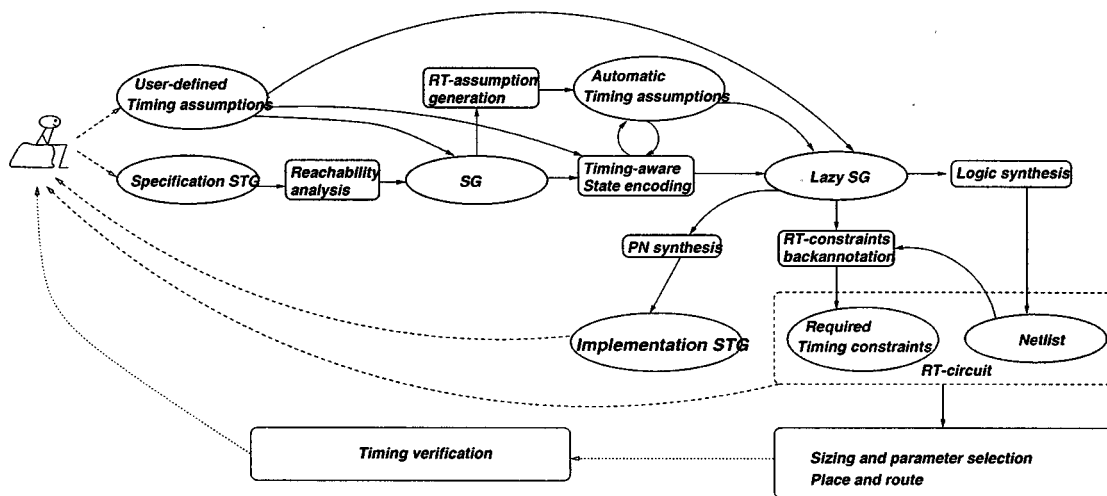 User-defined
Timing assumptions
RT-assumption
generation
Automatic
Timing assumptions
Specification STG
Reachability
analysis
SG
Timing-aware
State encoding
Lazy SG
Logic synthesis
PN synthesis
RT-constraints
backannotation
Implementation STG
Required
Timing constraints
Netlist
RT-circuit
Timing verification
Sizing and parameter selection
Place and route